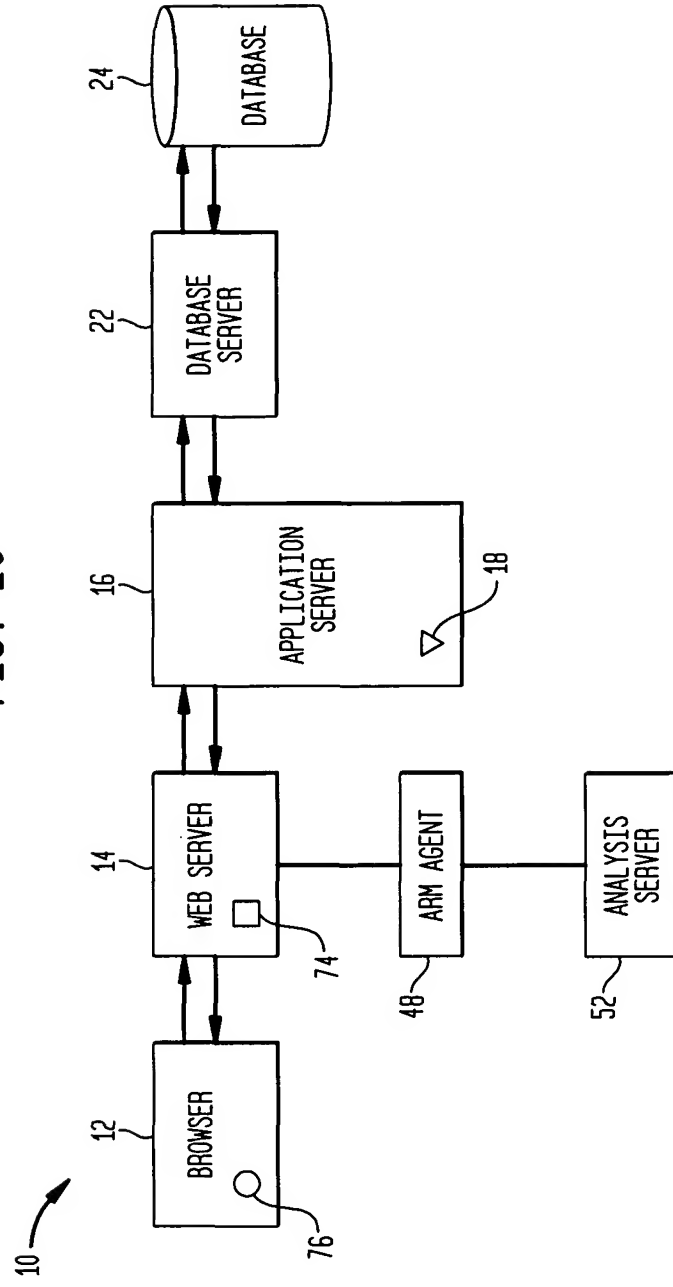 10
12
BROWSER
76
14
WEB SERVER
74
16
APPLICATION
SERVER
18
22
DATABASE
SERVER
24
DATABASE
48
ARM AGENT
52
ANALYSIS
SERVER